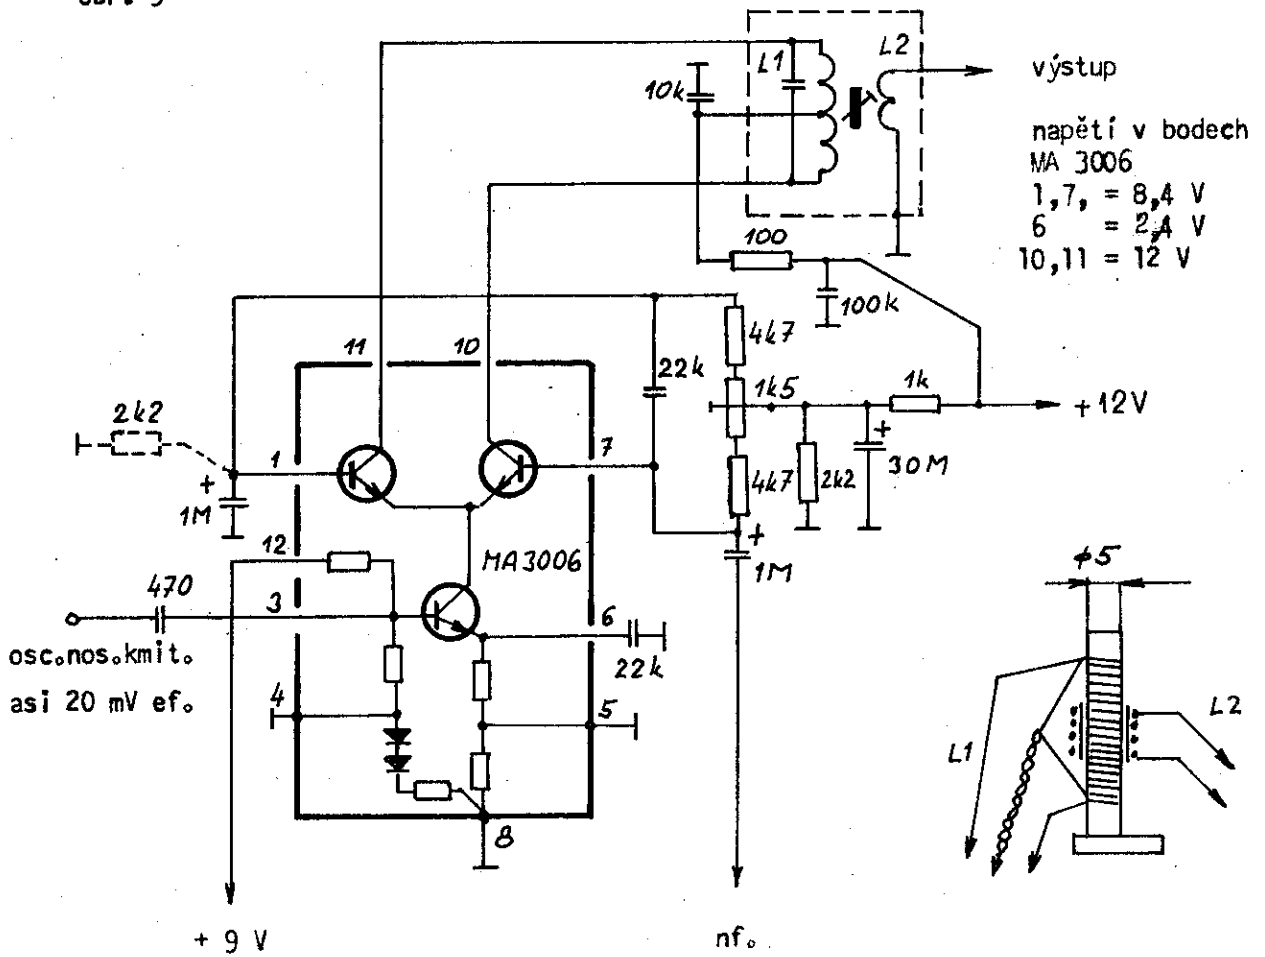 L1
L2
výstup
10k
napětí v bodech
MA 3006
1,7, = 8,4 V
6 = 2,4 V
10,11 = 12 V
100
100k
4k7
11
10
22k
1k5
1k
+12V
2k2
1
7
+
30M
4k7
2k2
+
1M
12
MA3006
+
1M
φ5
470
3
6
osc.nos.kmit.
22k
asi 20 mV ef.
4
5
L2
L1
8
+ 9 V
nf.